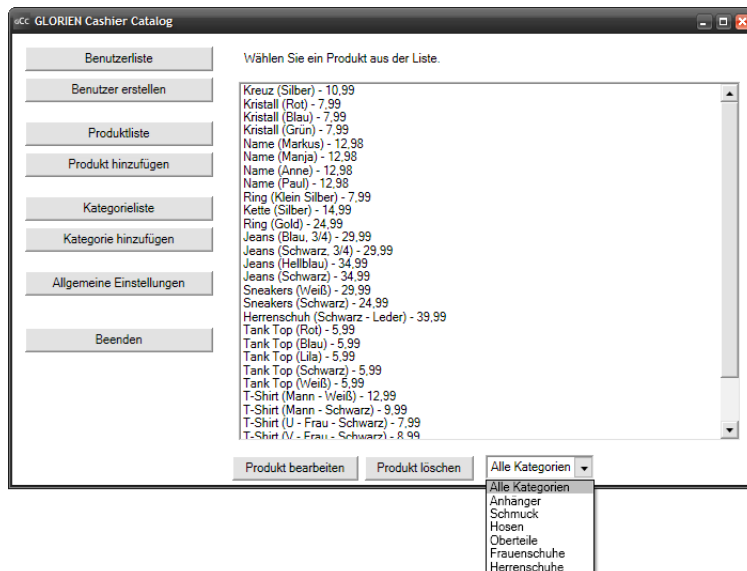 GCC GLORIEN Cashier Catalog
Benutzerliste
Benutzer erstellen
Produktliste
Produkt hinzufügen
Kategorieliste
Kategorie hinzufügen
Allgemeine Einstellungen
Beenden
Wählen Sie ein Produkt aus der Liste.
Kreuz (Silber) - 10,99
Kristall (Rot) - 7,99
Kristall (Blau) - 7,99
Kristall (Grün) - 7,99
Name (Markus) - 12,98
Name (Manja) - 12,98
Name (Anne) - 12,98
Name (Paul) - 12,98
Ring (Klein Silber) - 7,99
Kette (Silber) - 14,99
Ring (Gold) - 24,99
Jeans (Blau, 3/4) - 29,99
Jeans (Schwarz, 3/4) - 29,99
Jeans (Hellblau) - 34,99
Jeans (Schwarz) - 34,99
Sneakers (Weiß) - 29,99
Sneakers (Schwarz) - 24,99
Herrenschuh (Schwarz - Leder) - 39,99
Tank Top (Rot) - 5,99
Tank Top (Blau) - 5,99
Tank Top (Lila) - 5,99
Tank Top (Schwarz) - 5,99
Tank Top (Weiß) - 5,99
T-Shirt (Mann - Weiß) - 12,99
T-Shirt (Mann - Schwarz) - 9,99
T-Shirt (U - Frau - Schwarz) - 7,99
T-Shirt (V - Frau - Schwarz) - 8,99
Produkt bearbeiten
Produkt löschen
Alle Kategorien
Alle Kategorien
Anhänger
Schmuck
Hosen
Oberteile
Frauenschuhe
Herrenschuhe